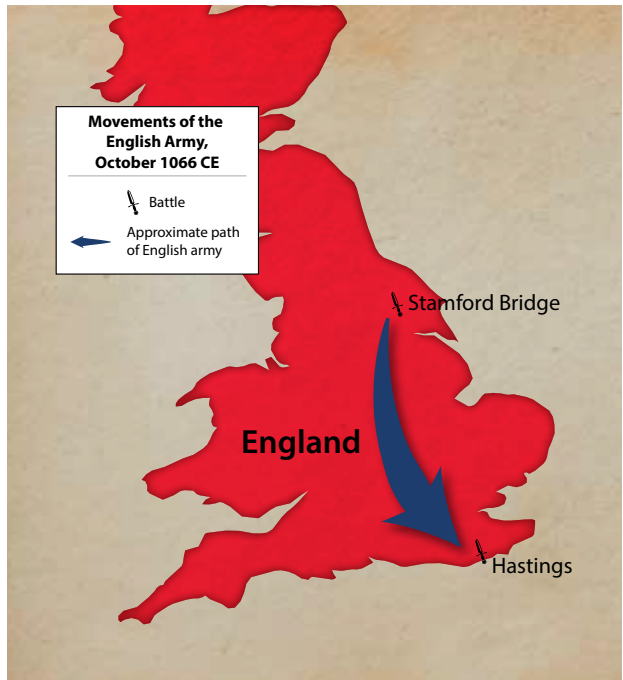 Movements of the
English Army,
October 1066 CE
Battle
Approximate path
of English army
Stamford Bridge
England
Hastings